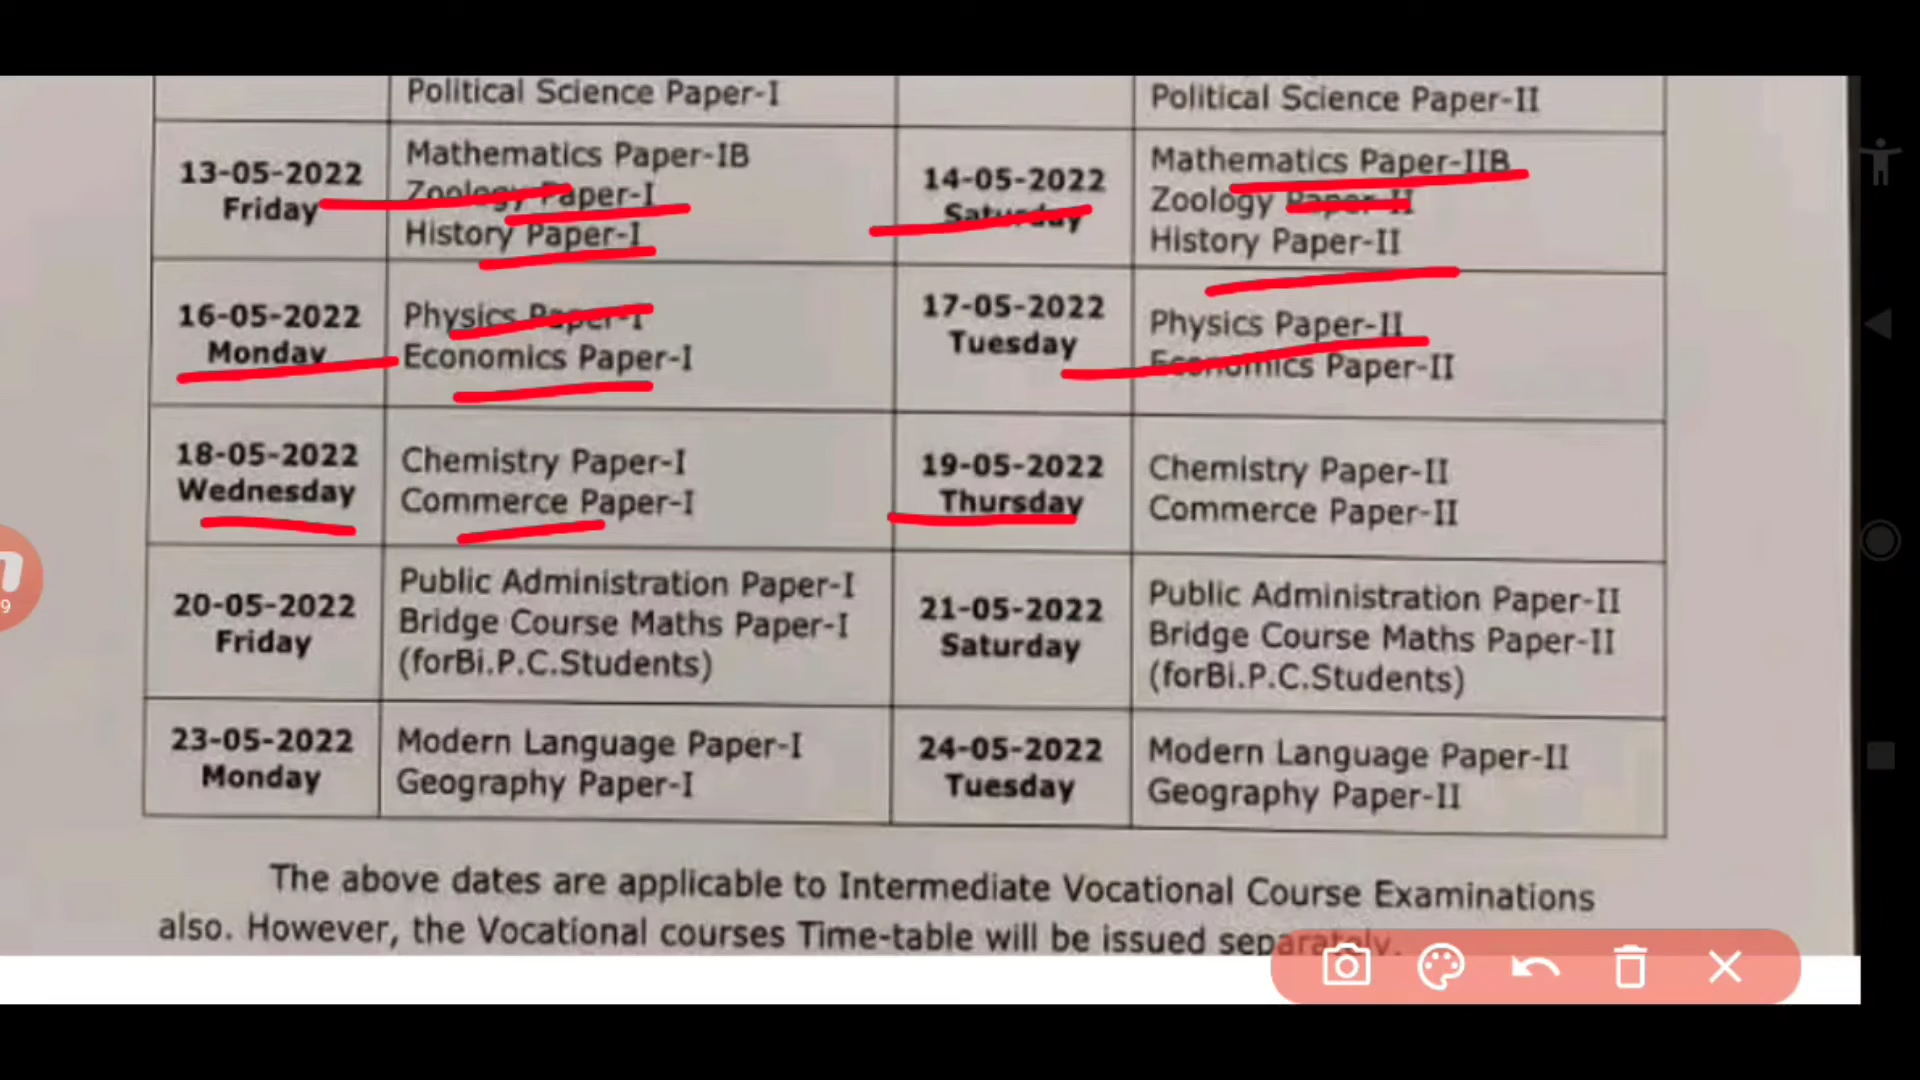 Political Science Paper-I
Political Science Paper-II
13-05-2022
Friday
Mathematics Paper-IB
Zoology Paper-I
History Paper-I
14-05-2022
Saturday
Mathematics Paper-IIB
Zoology Paper-II
History Paper-II
16-05-2022
Monday
Physics Paper-I
Economics Paper-I
17-05-2022
Tuesday
Physics Paper-II
Economics Paper-II
18-05-2022
Wednesday
Chemistry Paper-I
Commerce Paper-I
19-05-2022
Thursday
Chemistry Paper-II
Commerce Paper-II
20-05-2022
Friday
Public Administration Paper-I
Bridge Course Maths Paper-I
(forBi.P.C.Students)
21-05-2022
Saturday
Public Administration Paper-II
Bridge Course Maths Paper-II
(forBi.P.C.Students)
23-05-2022
Monday
Modern Language Paper-I
Geography Paper-I
24-05-2022
Tuesday
Modern Language Paper-II
Geography Paper-II
The above dates are applicable to Intermediate Vocational Course Examinations
also. However, the Vocational courses Time-table will be issued separately.